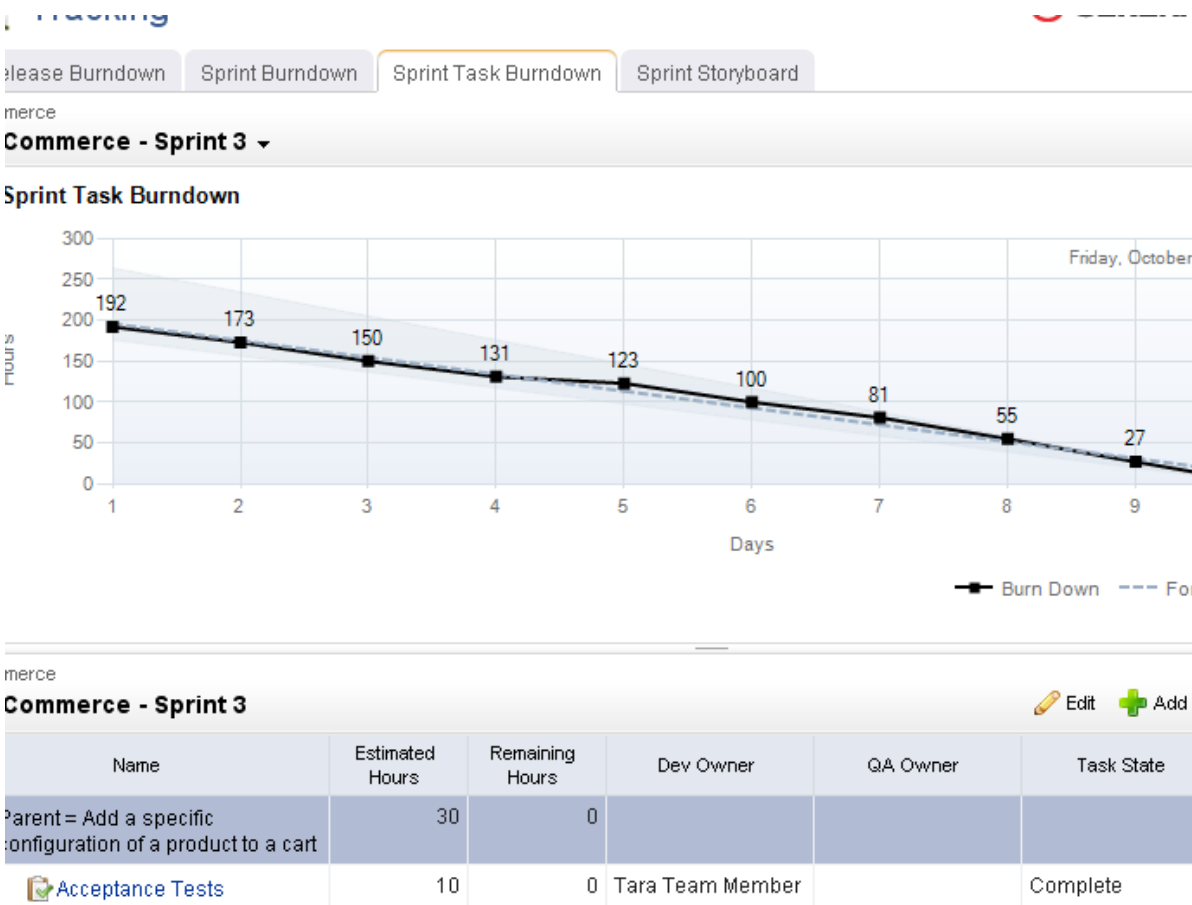 Tracking
elease Burndown Sprint Burndown Sprint Task Burndown Sprint Storyboard
merce
Commerce - Sprint 3
Sprint Task Burndown
300
Friday, October
250
192
200
173
150
131
123
100
81
55
27
150
100
50
0
Hours
1 2 3 4 5 6 7 8 9
Days
Burn Down For
merce
Commerce - Sprint 3
Edit Add
Name Estimated Hours Remaining Hours Dev Owner QA Owner Task State
Parent = Add a specific 30 0
configuration of a product to a cart
Acceptance Tests 10 0 Tara Team Member Complete